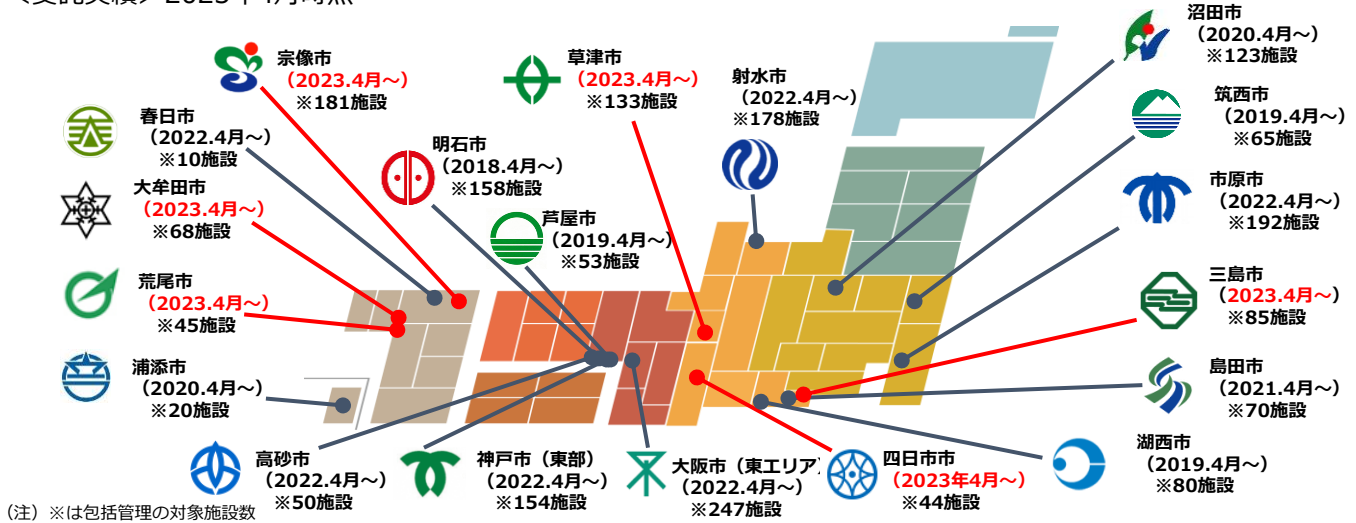 宗像市
（2023.4月～）
※181施設
草津市
（2023.4月～）
※133施設
射水市
（2022.4月～）
※178施設
沼田市
（2020.4月～）
※123施設
春日市
（2022.4月～）
※10施設
明石市
（2018.4月～）
※158施設
筑西市
（2019.4月～）
※65施設
大牟田市
（2023.4月～）
※68施設
芦屋市
（2019.4月～）
※53施設
市原市
（2022.4月～）
※192施設
荒尾市
（2023.4月～）
※45施設
三島市
（2023.4月～）
※85施設
浦添市
（2020.4月～）
※20施設
島田市
（2021.4月～）
※70施設
高砂市
（2022.4月～）
※50施設
神戸市（東部）
（2022.4月～）
※154施設
大阪市（東エリア）
（2022.4月～）
※247施設
四日市市
（2023年4月～）
※44施設
湖西市
（2019.4月～）
※80施設
（注）※は包括管理の対象施設数